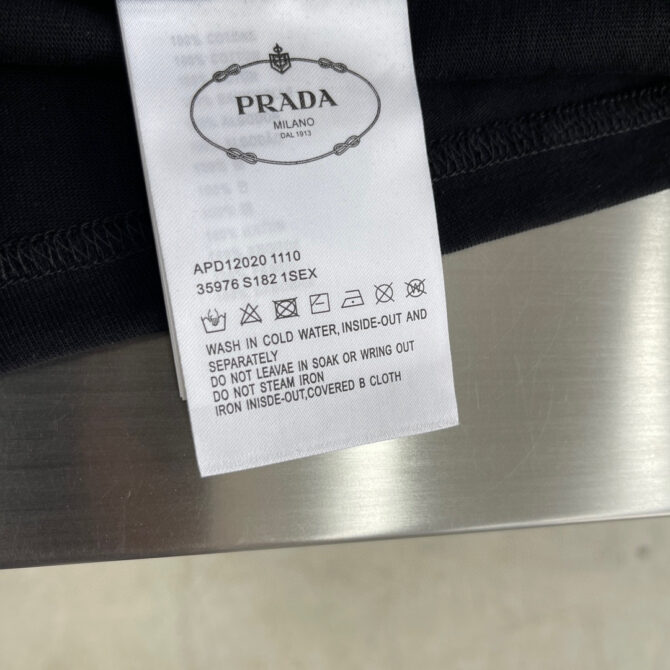 PRADA
MILANO
DAL 1913
APD12020 1110
35976 S182 1SEX
WASH IN COLD WATER, INSIDE-OUT AND
SEPARATELY
DO NOT LEAVAE IN SOAK OR WRING OUT
DO NOT STEAM IRON
IRON INISDE-OUT,COVERED B CLOTH